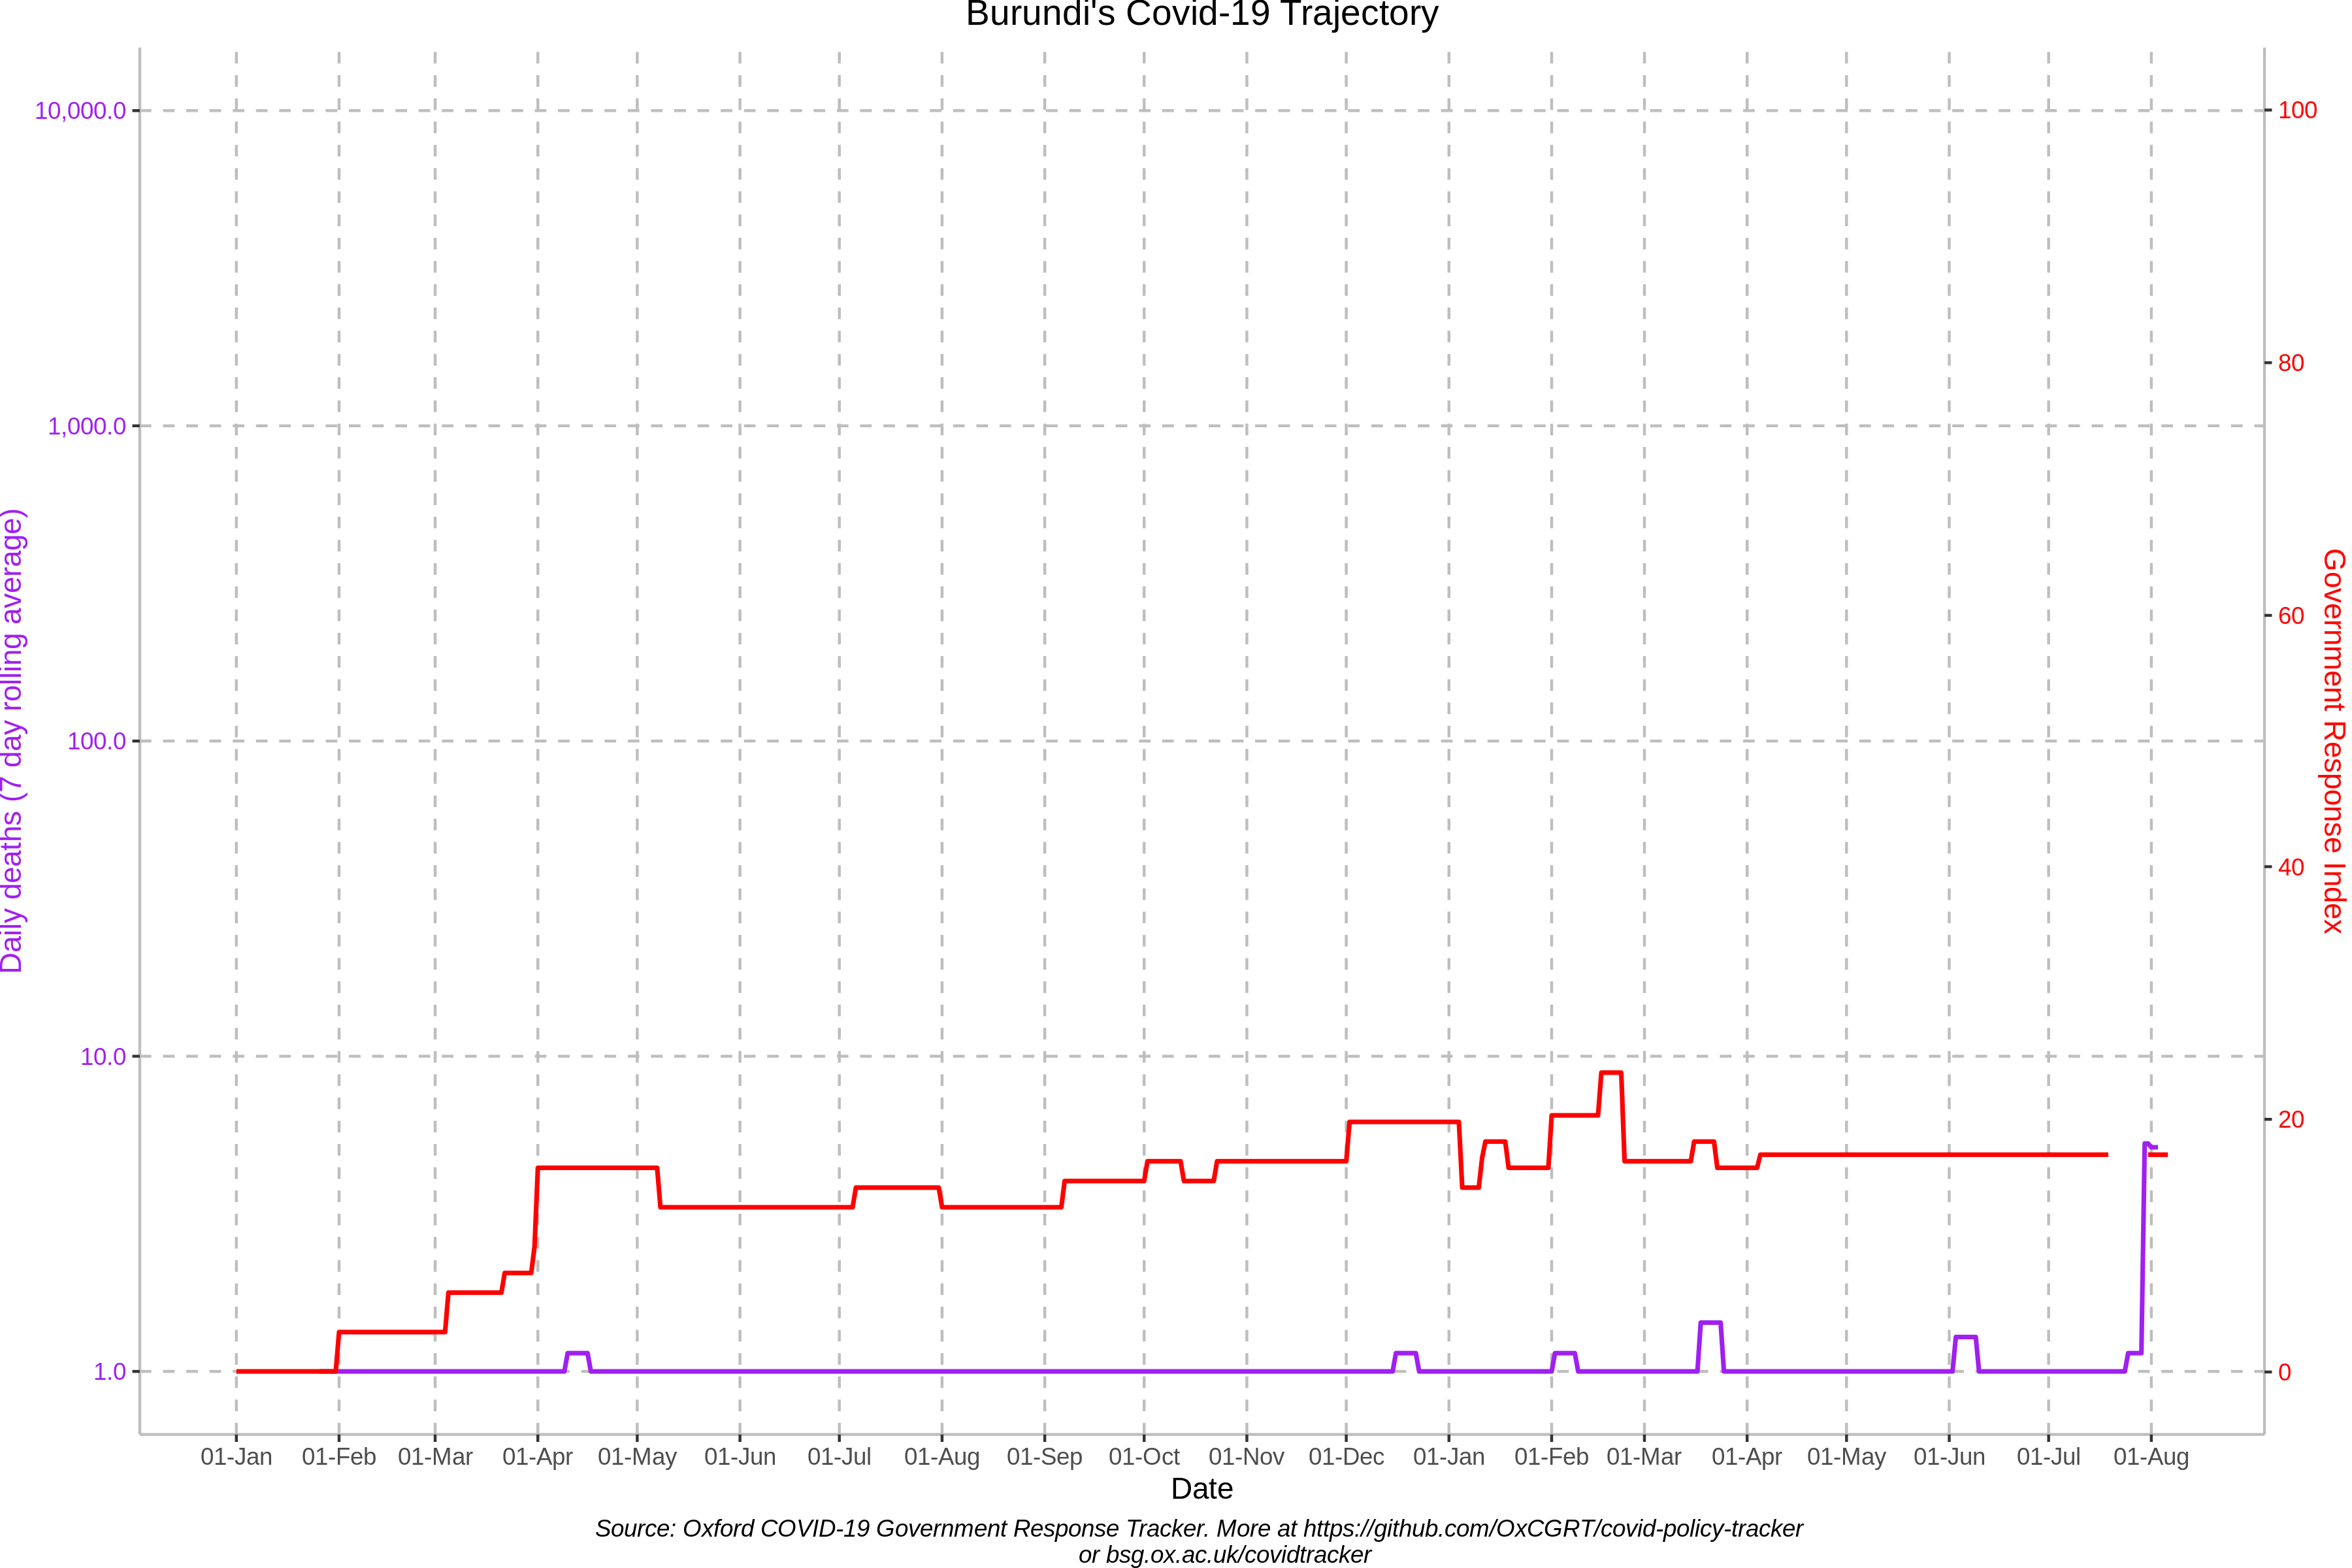 Burundi's Covid-19 Trajectory
10,000.0
1,000.0
100.0
10.0
1.0
Daily deaths (7 day rolling average)
100
80
60
40
20
0
Government Response Index
01-Jan 01-Feb 01-Mar 01-Apr 01-May 01-Jun 01-Jul 01-Aug 01-Sep 01-Oct 01-Nov 01-Dec 01-Jan 01-Feb 01-Mar 01-Apr 01-May 01-Jun 01-Jul 01-Aug
Date
Source: Oxford COVID-19 Government Response Tracker. More at https://github.com/OxCGRT/covid-policy-tracker
or bsg.ox.ac.uk/covidtracker